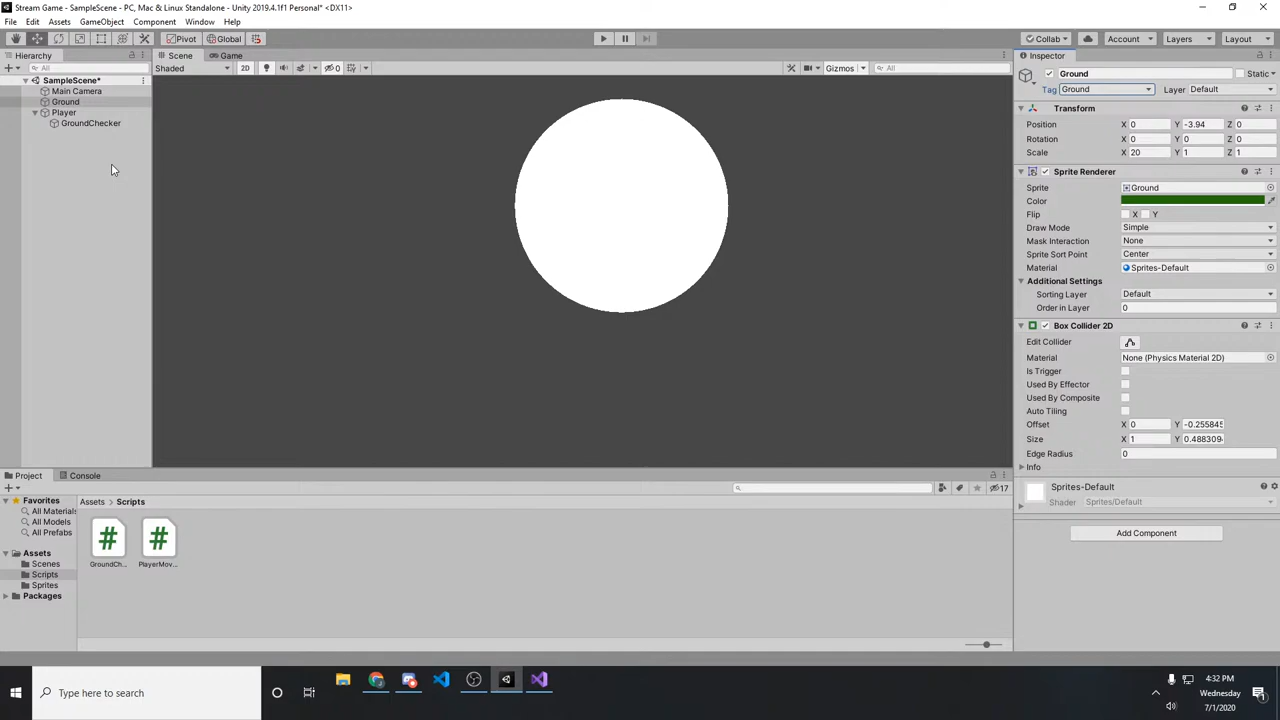 Stream Game - SampleScene - PC, Mac & Linux Standalone - Unity 2019.4.1f1 Personal* <DX11>
File Edit Assets GameObject Component Window Help
Pivot Global Collab Account Layers Layout
Hierarchy
All
SampleScene*
Main Camera
Ground
Player
GroundChecker
Scene Game
Shaded 2D 0 Gizmos All
Inspector
Ground Static
Tag Ground Layer Default
Transform
Position X 0 Y -3.94 Z 0
Rotation X 0 Y 0 Z 0
Scale X 20 Y 1 Z 1
Sprite Renderer
Sprite Ground
Color
Flip X Y
Draw Mode Simple
Mask Interaction None
Sprite Sort Point Center
Material Sprites-Default
Additional Settings
Sorting Layer Default
Order in Layer 0
Box Collider 2D
Edit Collider
Material None (Physics Material 2D)
Is Trigger
Used By Effector
Used By Composite
Auto Tiling
Offset X 0 Y -0.255845
Size X 1 Y 0.488309
Edge Radius 0
Info
Sprites-Default
Shader Sprites/Default
Add Component
Project Console
17
Favorites
All Materials
All Models
All Prefabs
Assets
Scenes
Scripts
Sprites
Packages
Assets Scripts
# #
GroundCh... PlayerMov...
Type here to search
4:32 PM
Wednesday
7/1/2020